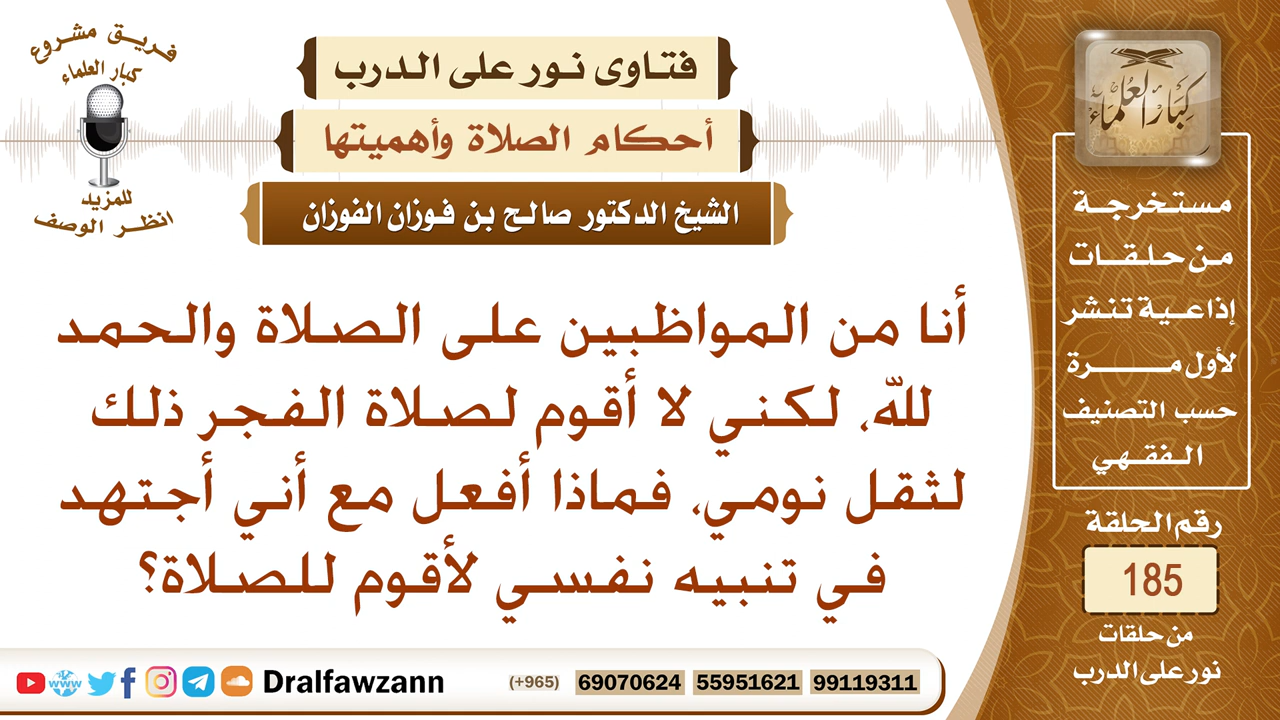 فريق مشروع
كبار العلماء
للمزيد
انظر الوصف
فتاوى نور على الدرب
أحكام الصلاة وأهميتها
الشيخ الدكتور صالح بن فوزان الفوزان
أنا من المواظبين على الصلاة والحمد
لله، لكني لا أقوم لصلاة الفجر ذلك
لثقل نومي، فماذا أفعل مع أني أجتهد
في تنبيه نفسي لأقوم للصلاة؟
كبار العلماء
مستخرجة
من حلقات
إذاعية تنشر
لأول مرة
حسب التصنيف
الفقهي
رقم الحلقة
185
من حلقات
نور على الدرب
www Dralfawzann (+965) 69070624 55951621 99119311